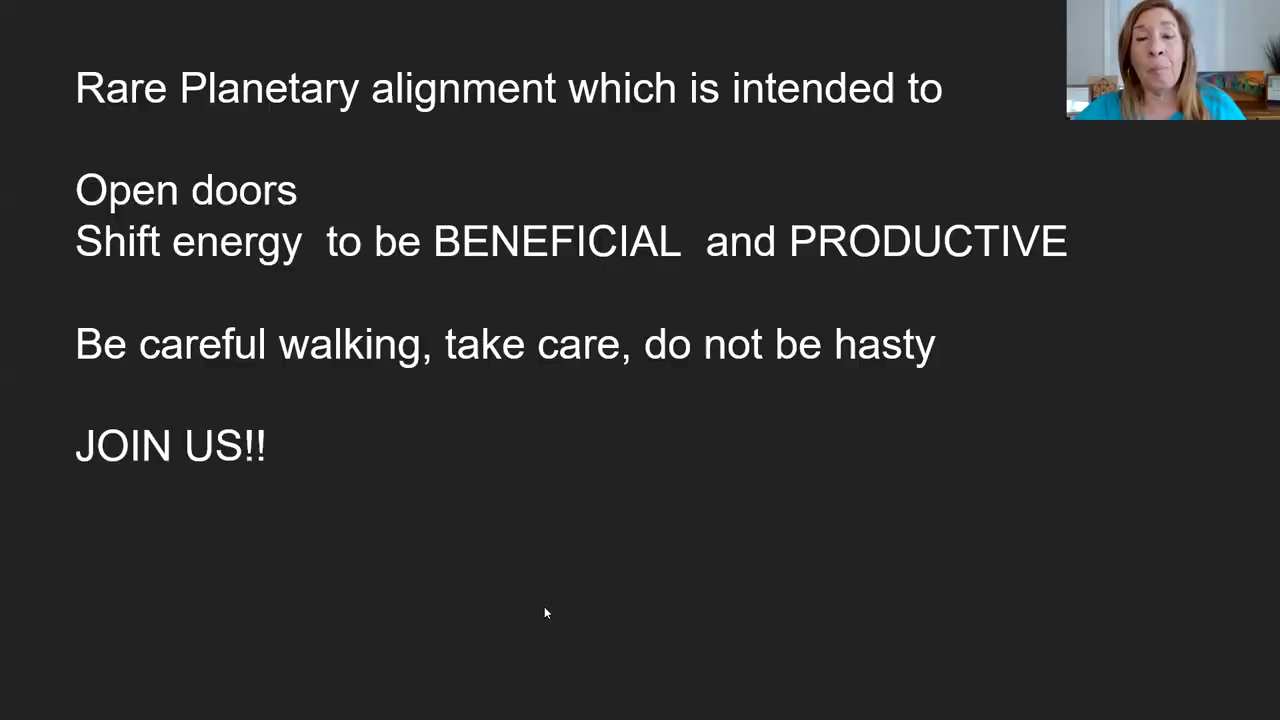 Rare Planetary alignment which is intended to
Open doors
Shift energy  to be BENEFICIAL  and PRODUCTIVE
Be careful walking, take care, do not be hasty
JOIN US!!